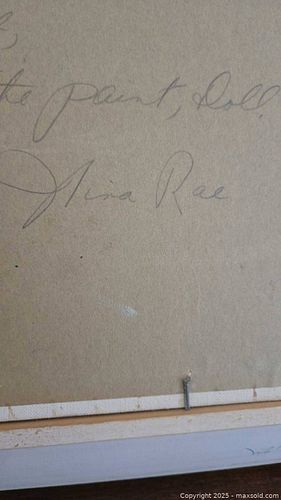 the paint, Doll
Nina Rae
Copyright © 2025 - maxsold.com